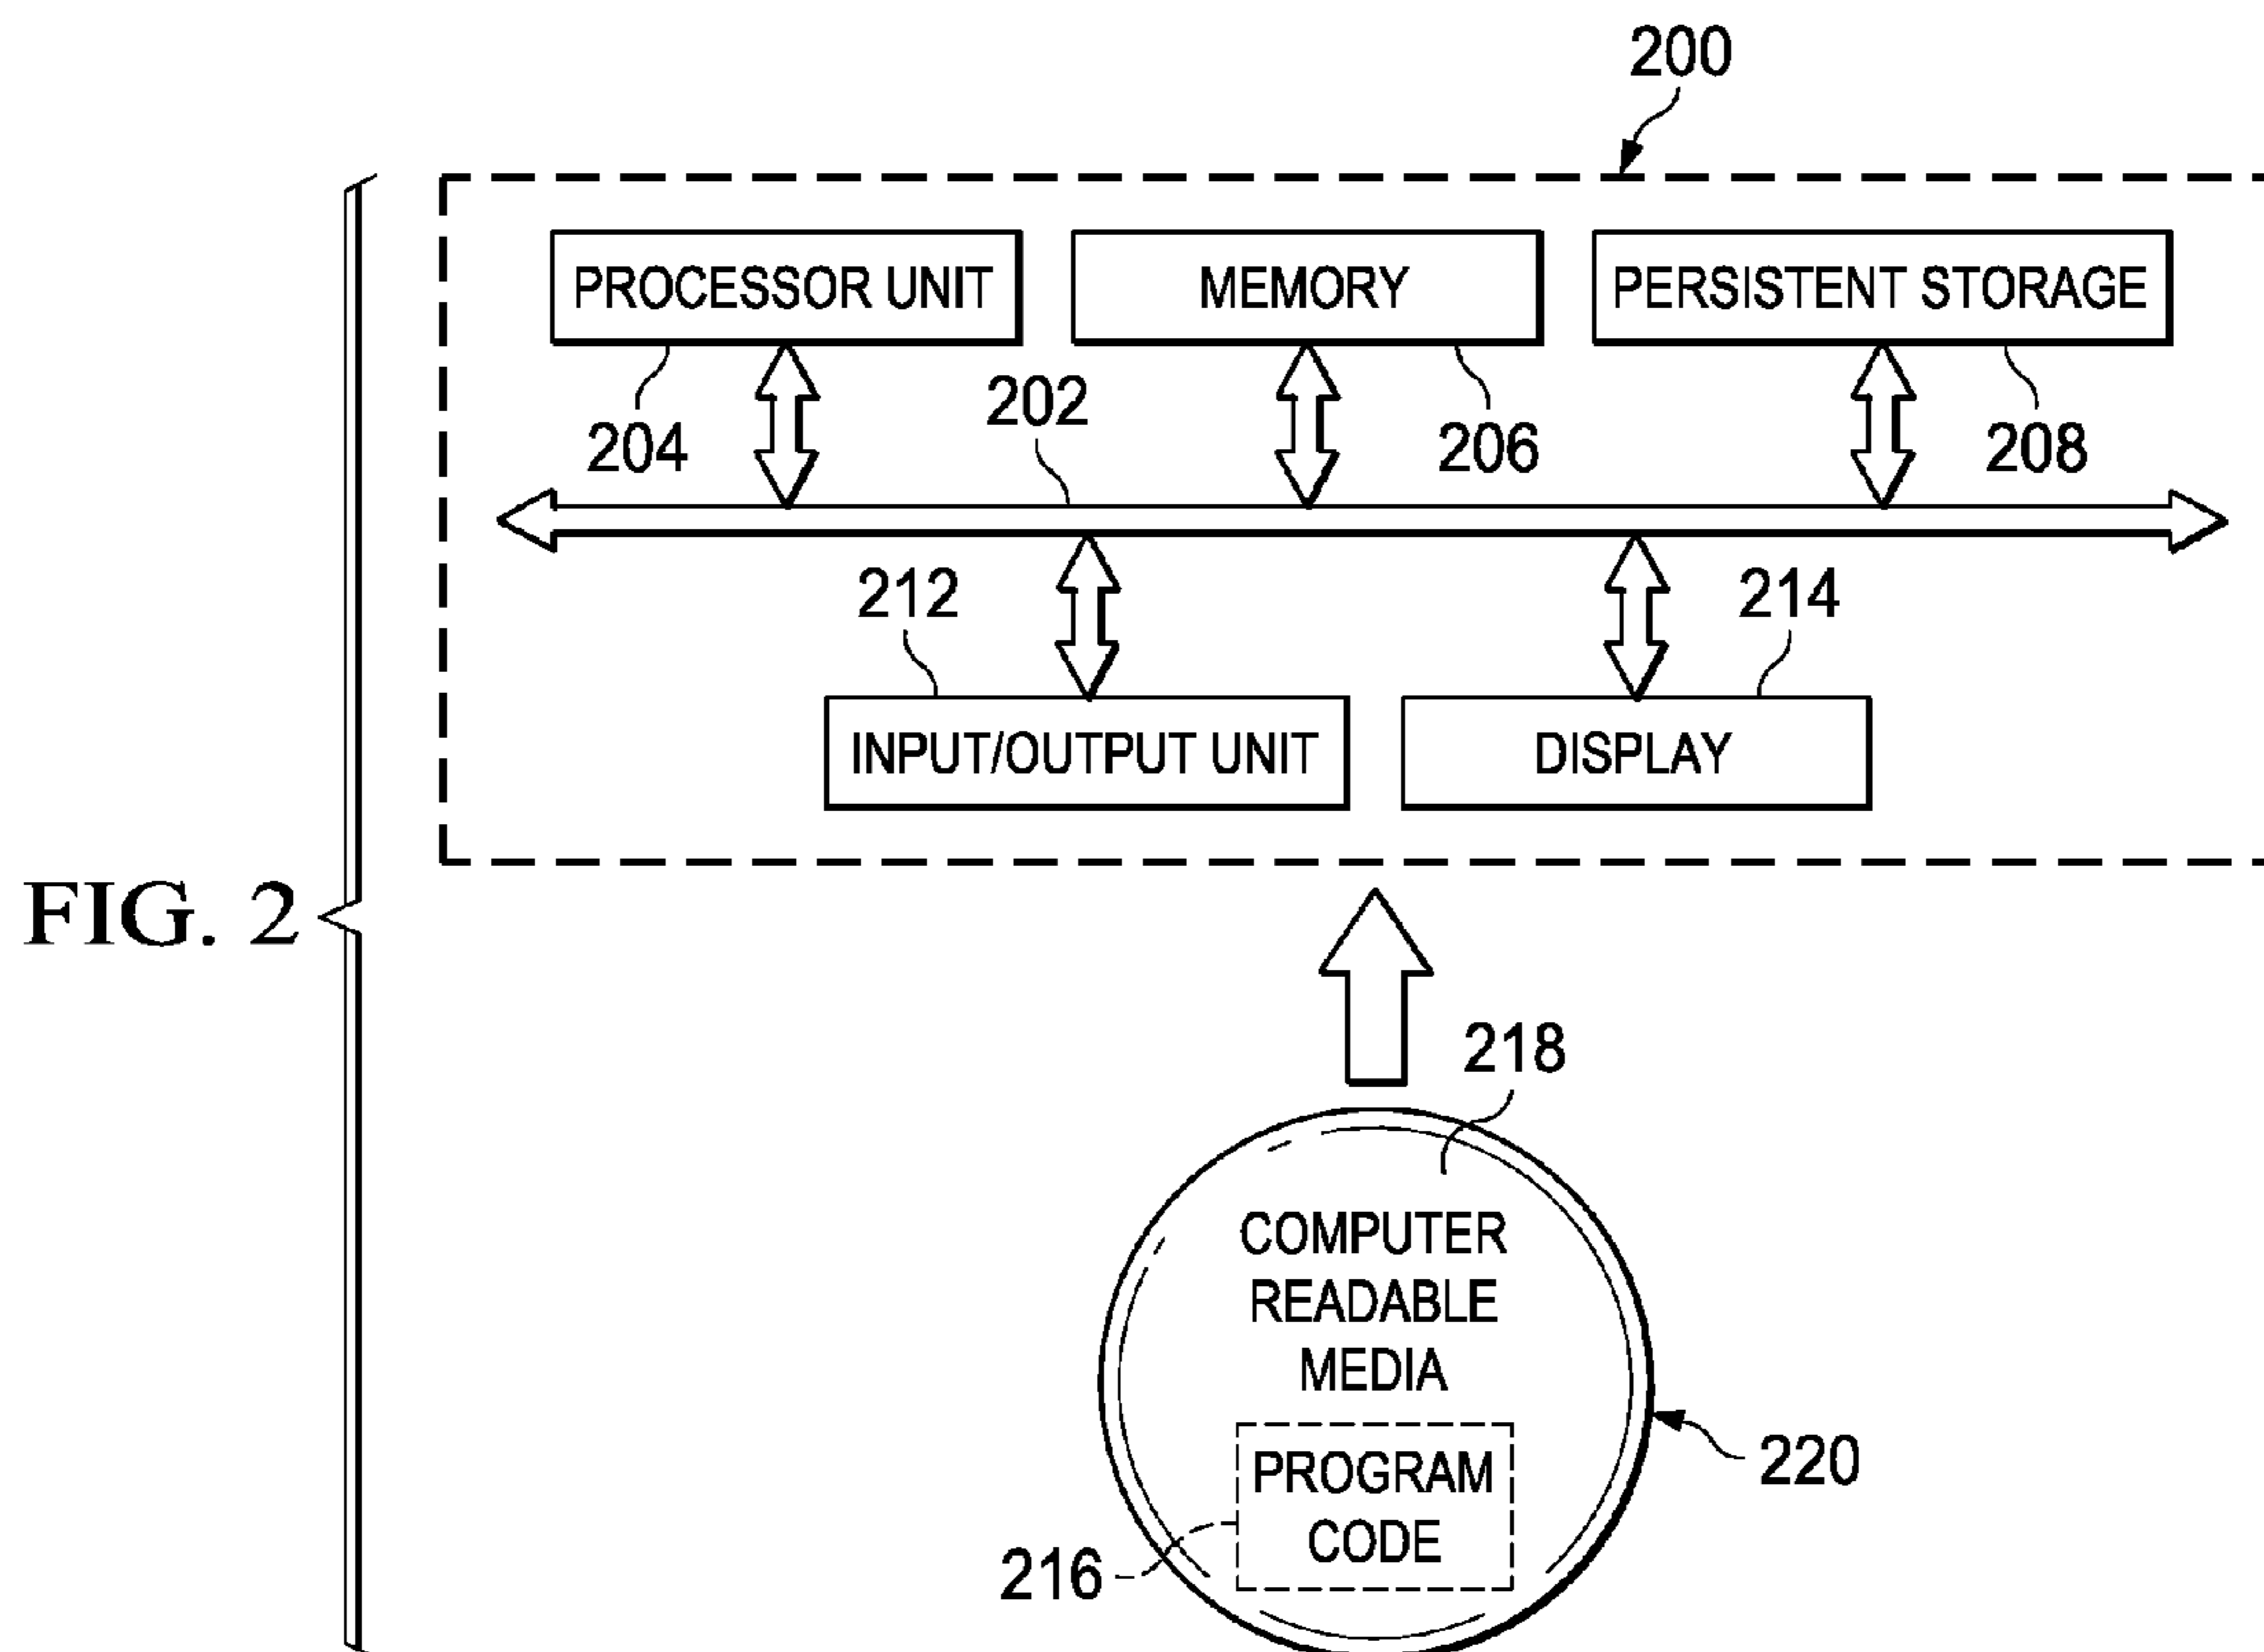 200
PROCESSOR UNIT
MEMORY
PERSISTENT STORAGE
204
202
206
208
212
214
INPUT/OUTPUT UNIT
DISPLAY
FIG. 2
218
COMPUTER
READABLE
MEDIA
PROGRAM
CODE
220
216